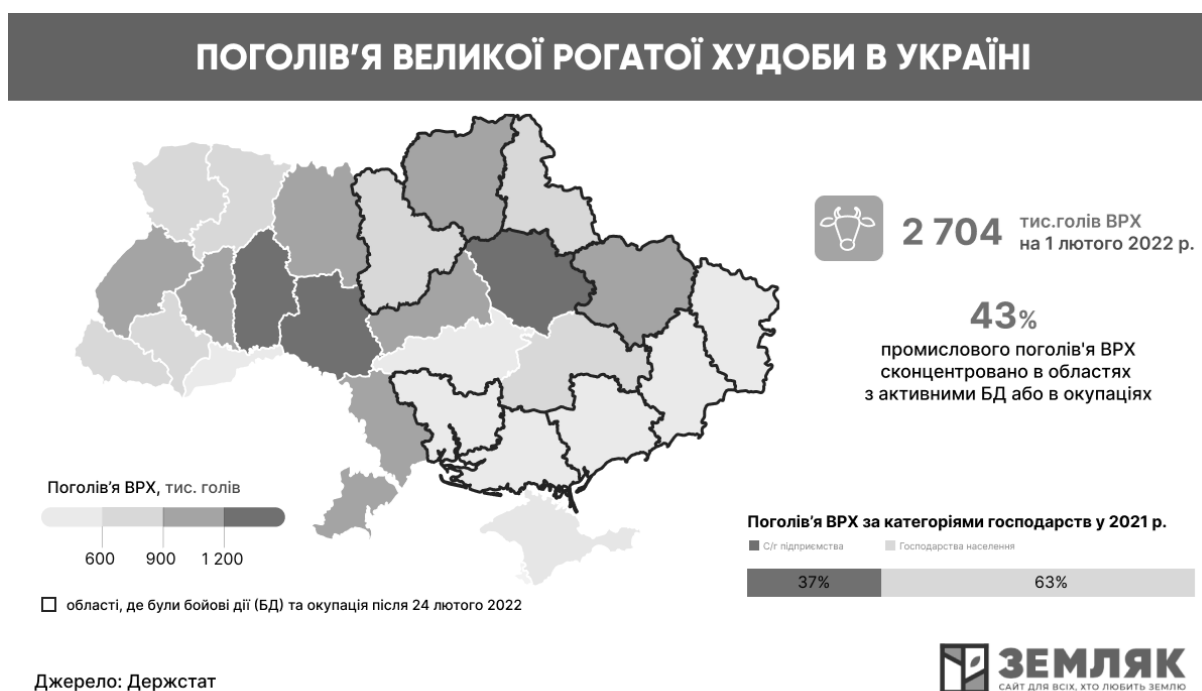 ПОГОЛІВ’Я ВЕЛИКОЇ РОГАТОЇ ХУДОБИ В УКРАЇНІ
2 704
тис.голів ВРХ
на 1 лютого 2022 р.
43%
промислового поголів'я ВРХ
сконцентровано в областях
з активними БД або в окупаціях
Поголів’я ВРХ, тис. голів
600 900 1 200
області, де були бойові дії (БД) та окупація після 24 лютого 2022
Поголів’я ВРХ за категоріями господарств у 2021 р.
С/г підприємства Господарства населення
37% 63%
Джерело: Держстат
ЗЕМЛЯК
САЙТ ДЛЯ ВСІХ, ХТО ЛЮБИТЬ ЗЕМЛЮ